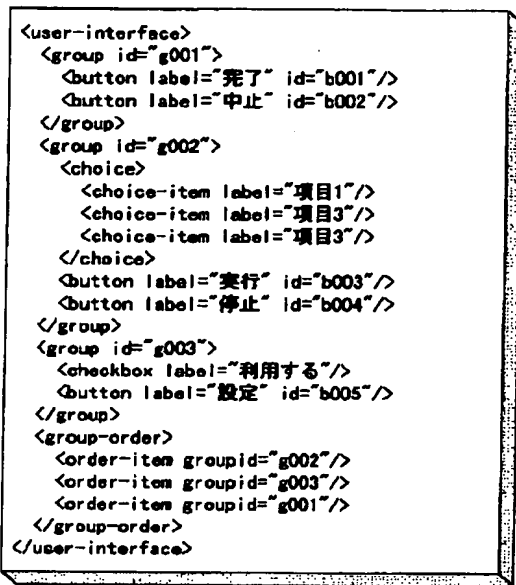 <user-interface>
<group id="g001">
<button label="完了" id="b001"/>
<button label="中止" id="b002"/>
</group>
<group id="g002">
<choice>
<choice-item label="項目1"/>
<choice-item label="項目3"/>
<choice-item label="項目3"/>
</choice>
<button label="実行" id="b003"/>
<button label="停止" id="b004"/>
</group>
<group id="g003">
<checkbox label="利用する"/>
<button label="設定" id="b005"/>
</group>
<group-order>
<order-item groupid="g002"/>
<order-item groupid="g003"/>
<order-item groupid="g001"/>
</group-order>
</user-interface>